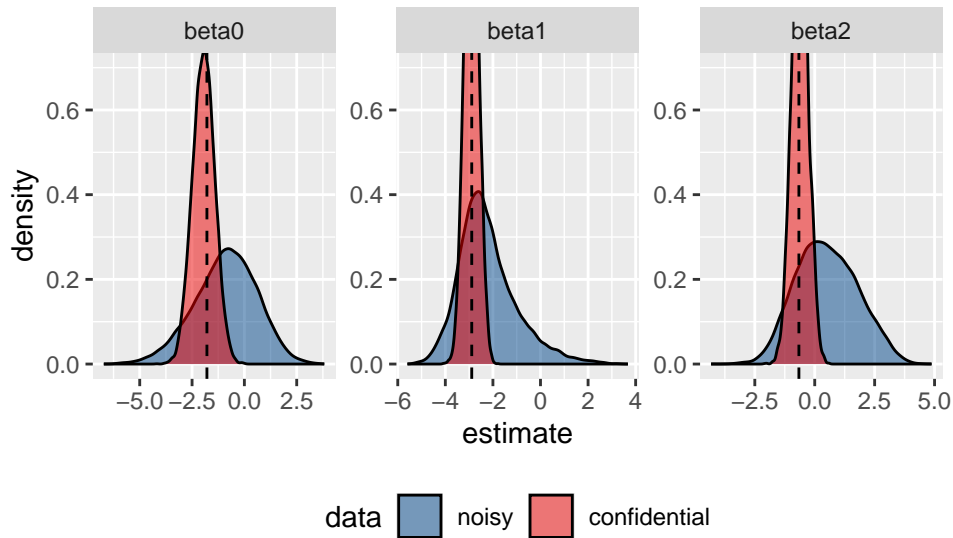 beta0 beta1 beta2
density
0.6 0.6 0.6
0.4 0.4 0.4
0.2 0.2 0.2
0.0 0.0 0.0
−5.0 −2.5 0.0 2.5 −6 −4 −2 0 2 4 −2.5 0.0 2.5 5.0
estimate
data noisy confidential